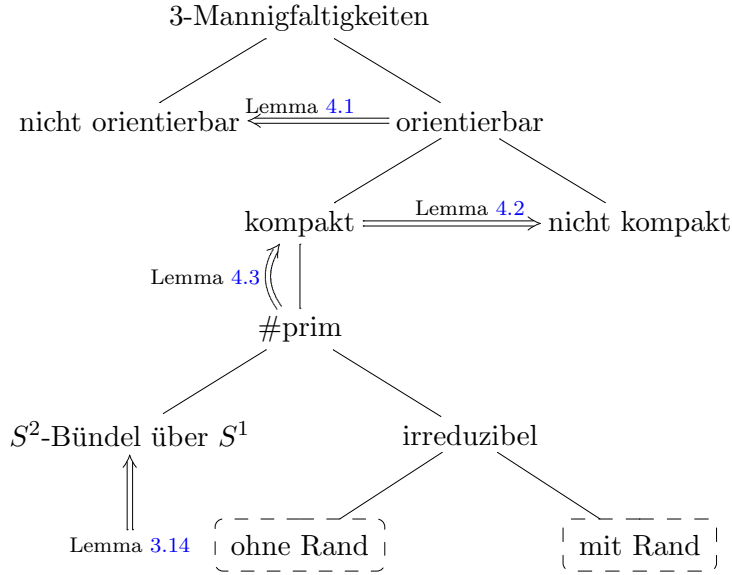 3-Mannigfaltigkeiten
Lemma 4.1
nicht orientierbar orientierbar
Lemma 4.2
kompakt nicht kompakt
Lemma 4.3
#prim
S²-Bündel über S¹ irreduzibel
Lemma 3.14 ohne Rand mit Rand